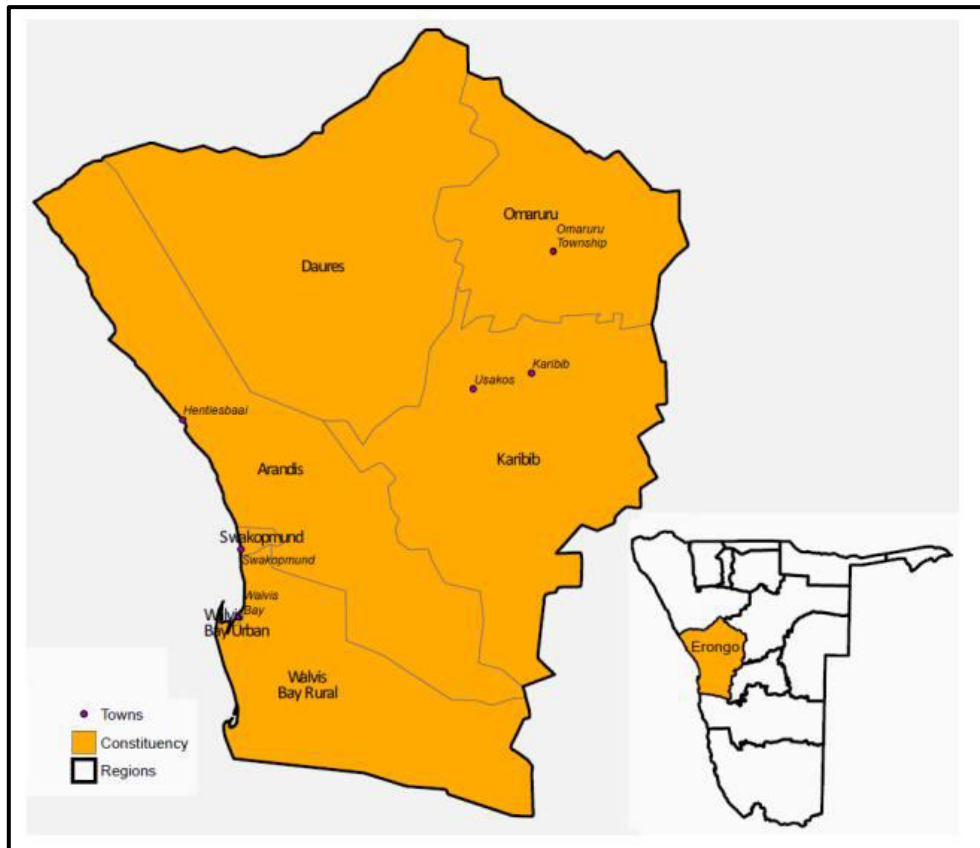 Omaruru
Omaruru
Township
Daures
Karibib
Usakos
Hentiesbaai
Karibib
Arandis
Swakopmund
Swakopmund
Walvis
Bay
Walvis
Bay Urban
Walvis
Bay Rural
Erongo
Towns
Constituency
Regions